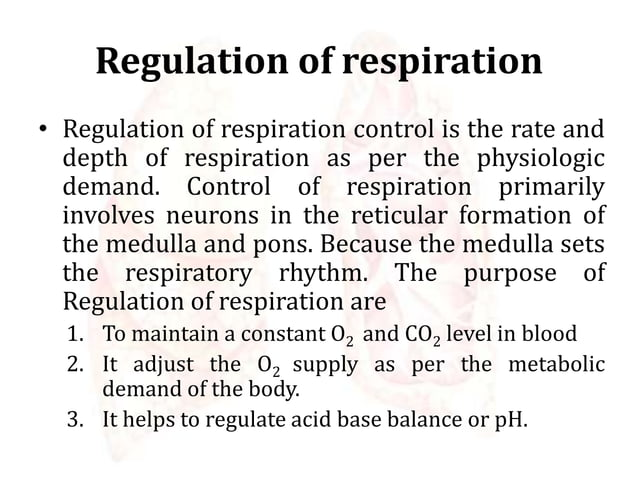 Regulation of respiration
• Regulation of respiration control is the rate and
depth of respiration as per the physiologic
demand. Control of respiration primarily
involves neurons in the reticular formation of
the medulla and pons. Because the medulla sets
the respiratory rhythm. The purpose of
Regulation of respiration are
1. To maintain a constant O₂ and CO₂ level in blood
2. It adjust the O₂ supply as per the metabolic
demand of the body.
3. It helps to regulate acid base balance or pH.